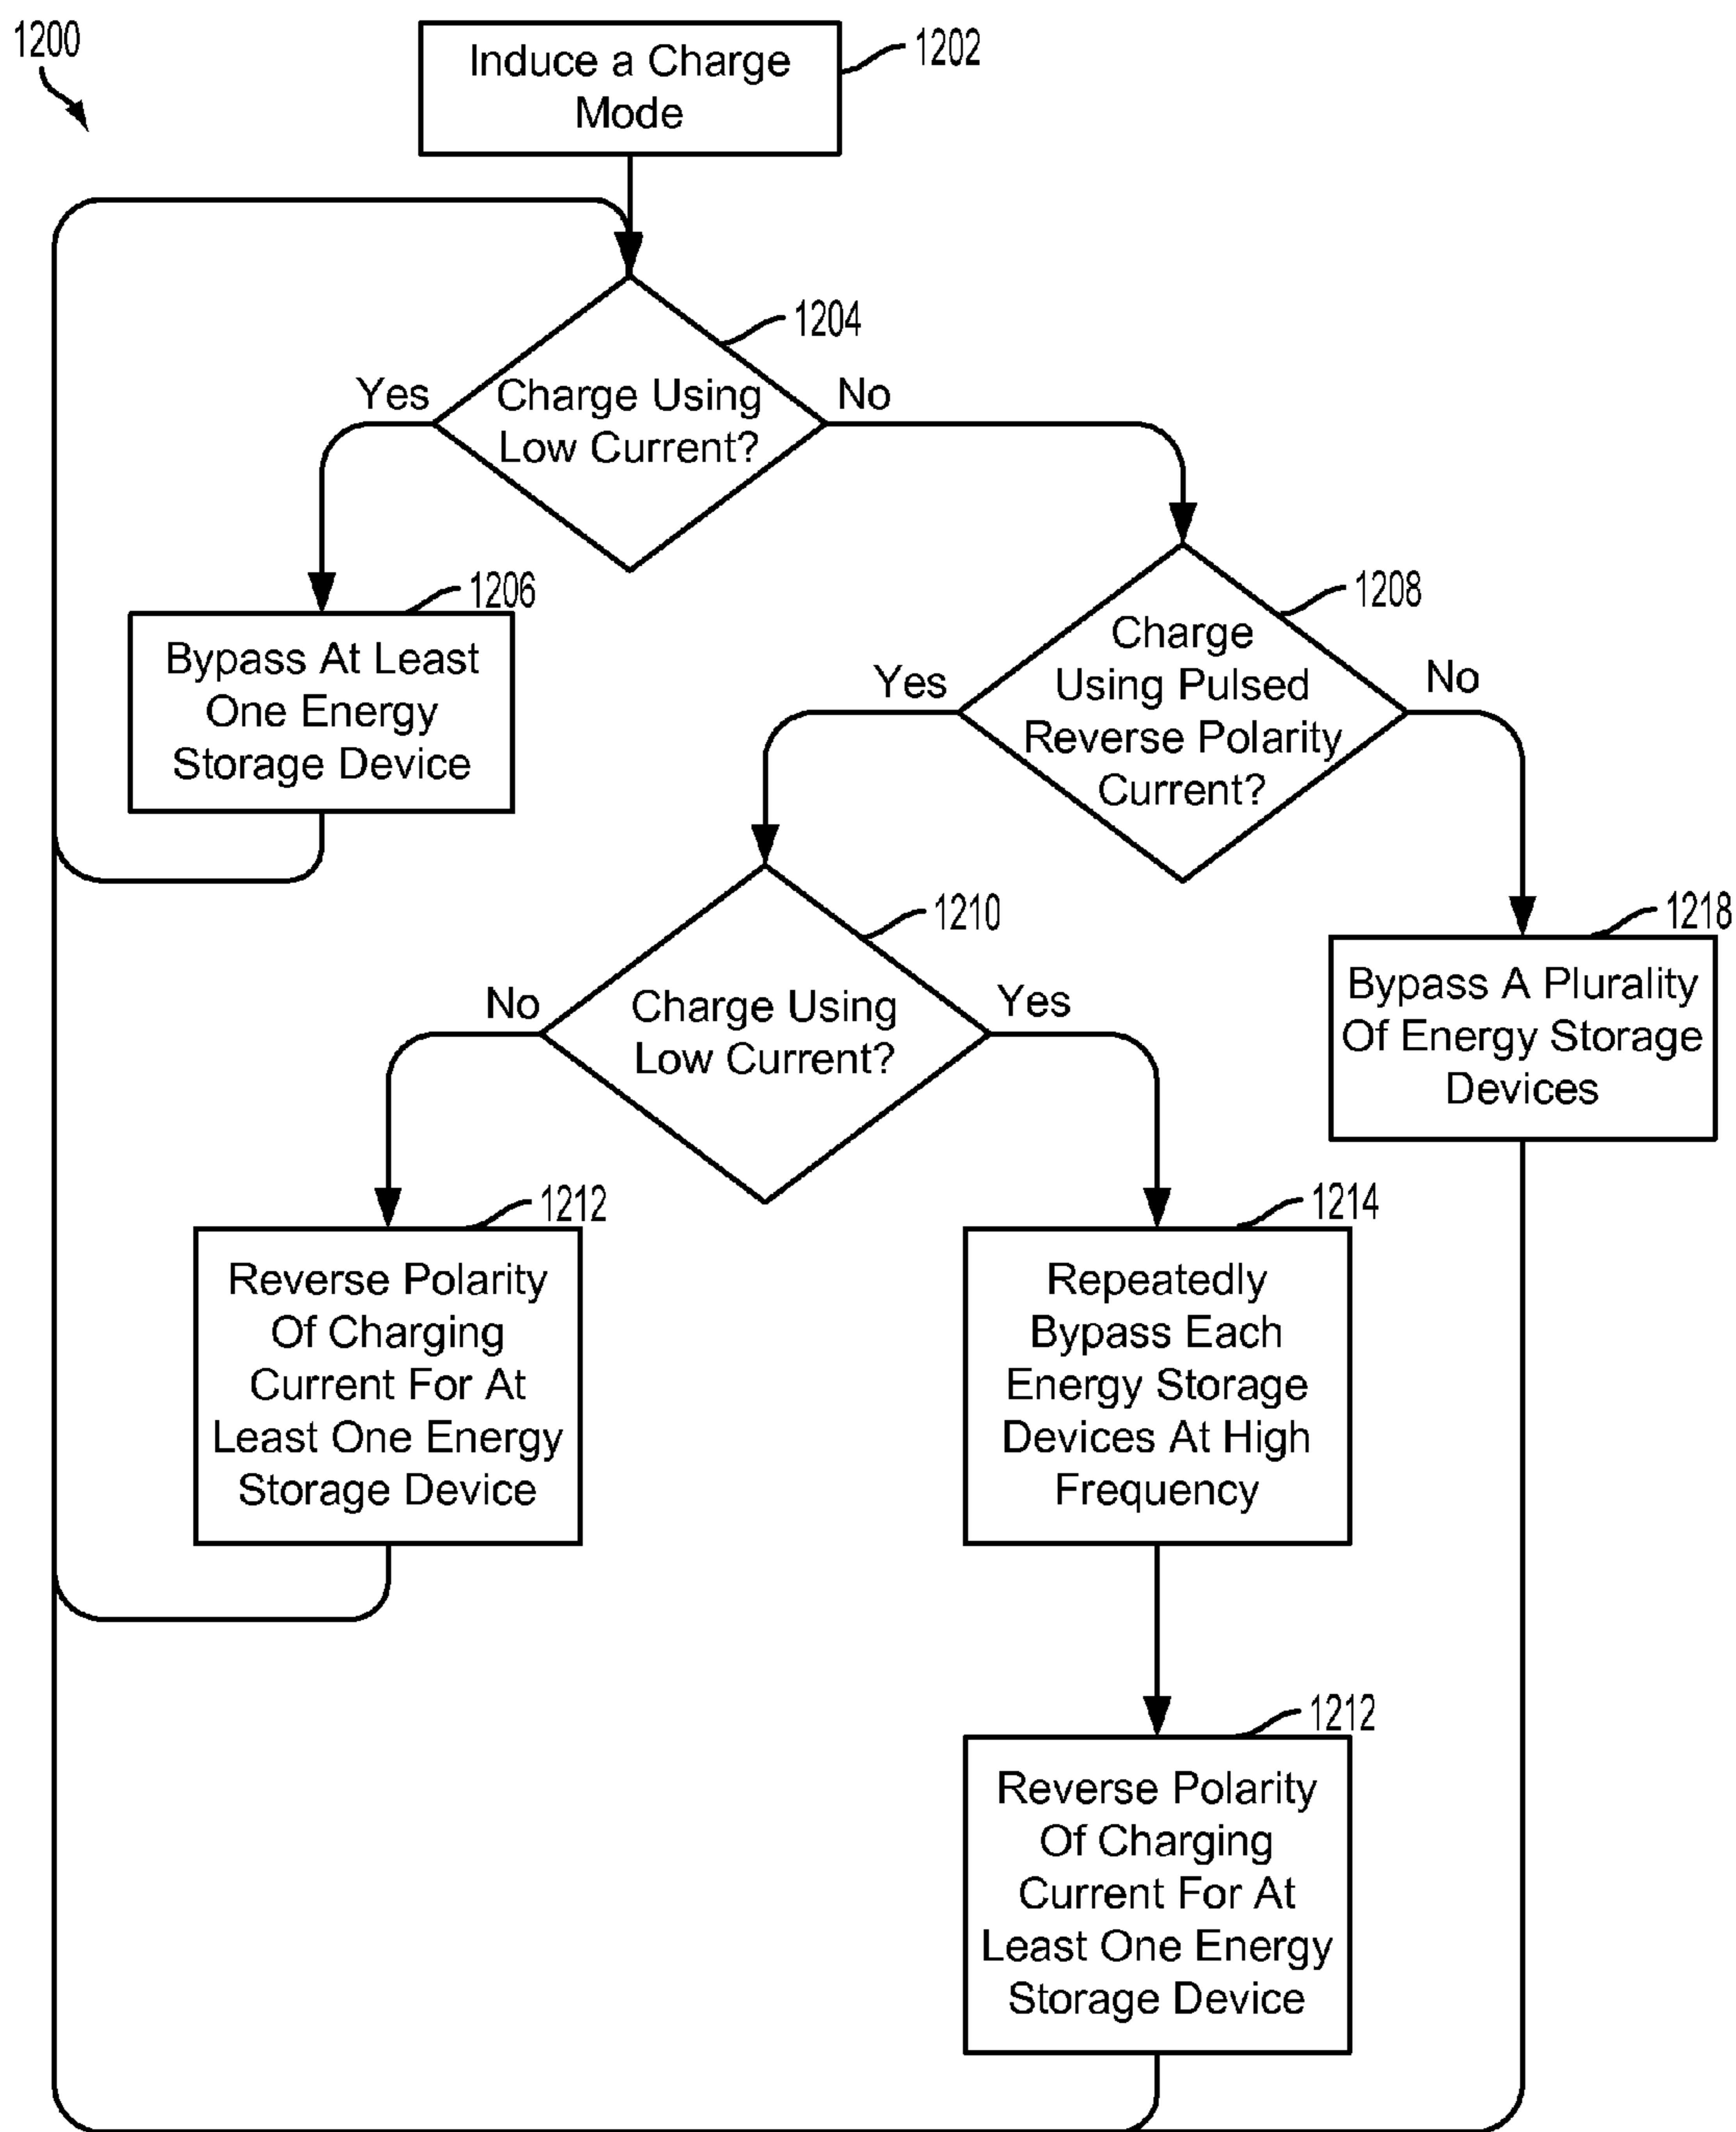 1200
Induce a Charge
Mode
1202
1204
Yes
Charge Using
Low Current?
No
1206
Bypass At Least
One Energy
Storage Device
1208
Yes
Charge
Using Pulsed
Reverse Polarity
Current?
No
1210
No
Charge Using
Low Current?
Yes
1218
Bypass A Plurality
Of Energy Storage
Devices
1212
Reverse Polarity
Of Charging
Current For At
Least One Energy
Storage Device
1214
Repeatedly
Bypass Each
Energy Storage
Devices At High
Frequency
1212
Reverse Polarity
Of Charging
Current For At
Least One Energy
Storage Device